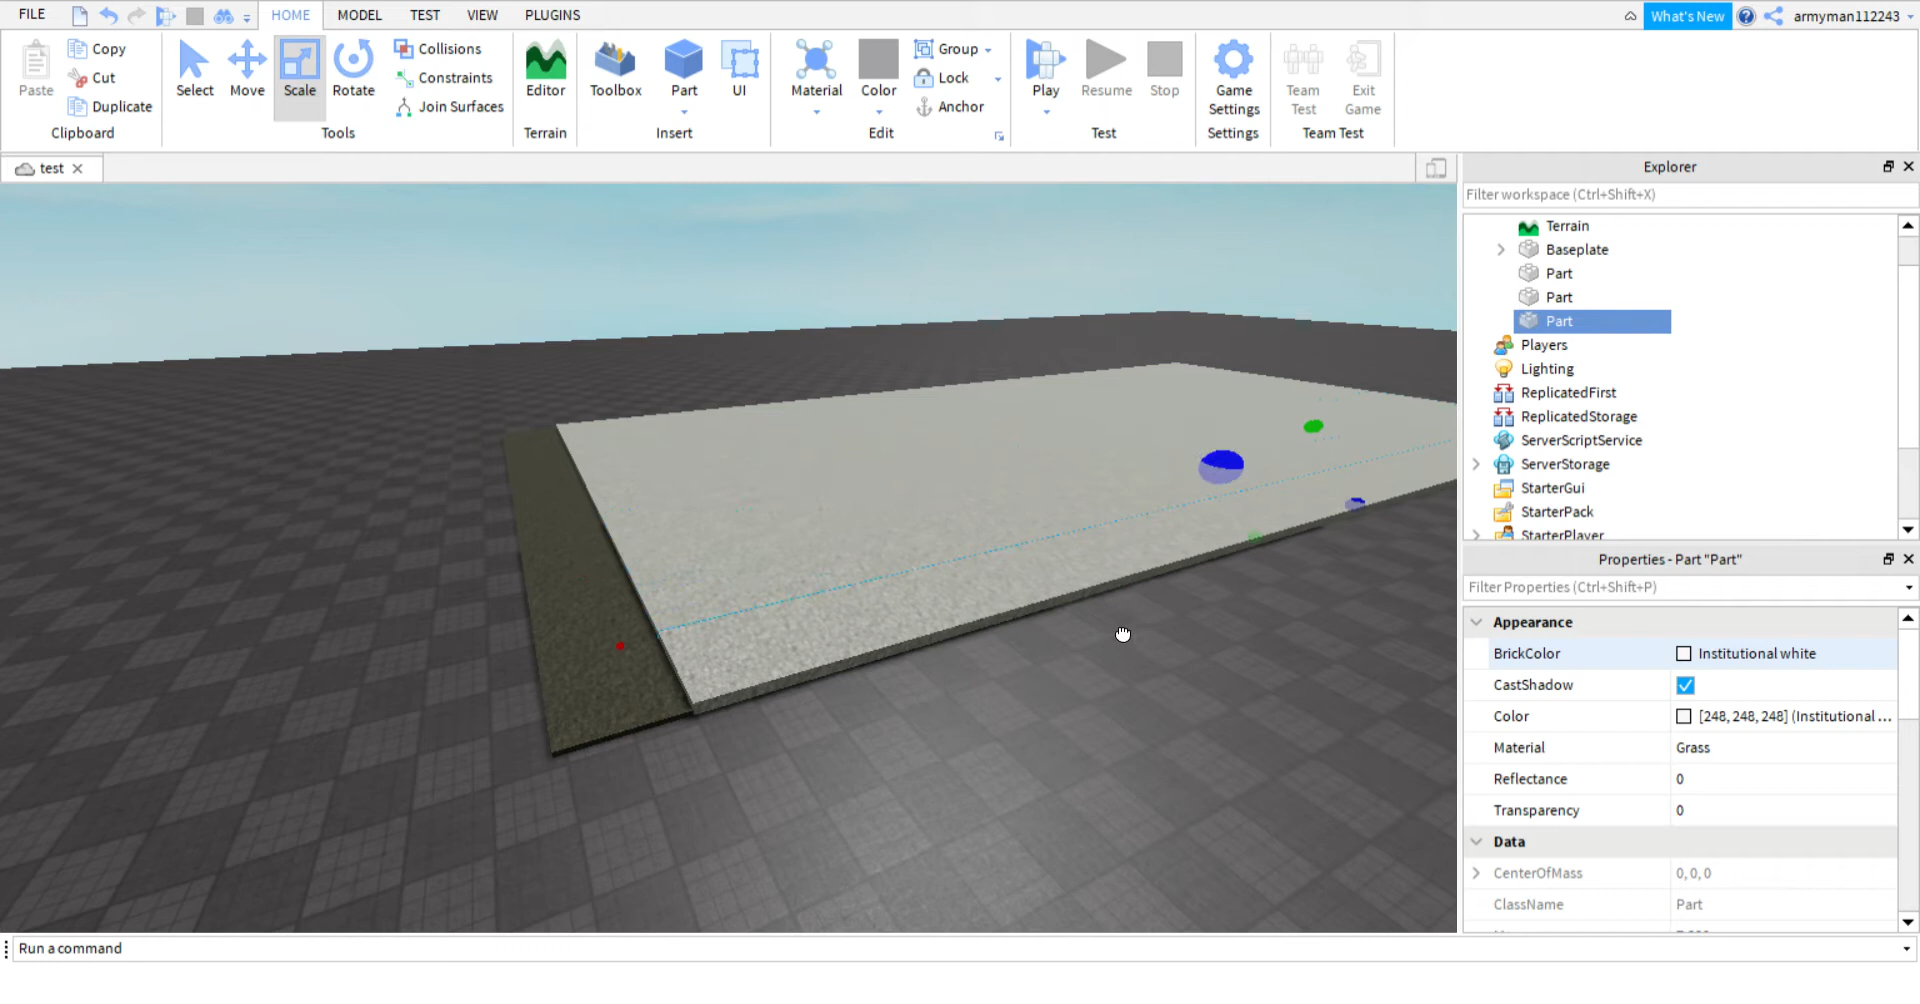 FILE HOME MODEL TEST VIEW PLUGINS What's New armyman112243
Paste Copy Cut Duplicate Clipboard
Select Move Scale Rotate Collisions Constraints Join Surfaces Tools
Editor Terrain
Toolbox Part UI Insert
Material Color Group Lock Anchor Edit
Play Resume Stop Test
Game Settings Settings
Team Test Exit Game Team Test
test
Explorer
Filter workspace (Ctrl+Shift+X)
Terrain
Baseplate
Part
Part
Part
Players
Lighting
ReplicatedFirst
ReplicatedStorage
ServerScriptService
ServerStorage
StarterGui
StarterPack
StarterPlayer
Properties - Part "Part"
Filter Properties (Ctrl+Shift+P)
Appearance
BrickColor Institutional white
CastShadow
Color [248, 248, 248] (Institutional ...
Material Grass
Reflectance 0
Transparency 0
Data
CenterOfMass 0, 0, 0
ClassName Part
Run a command